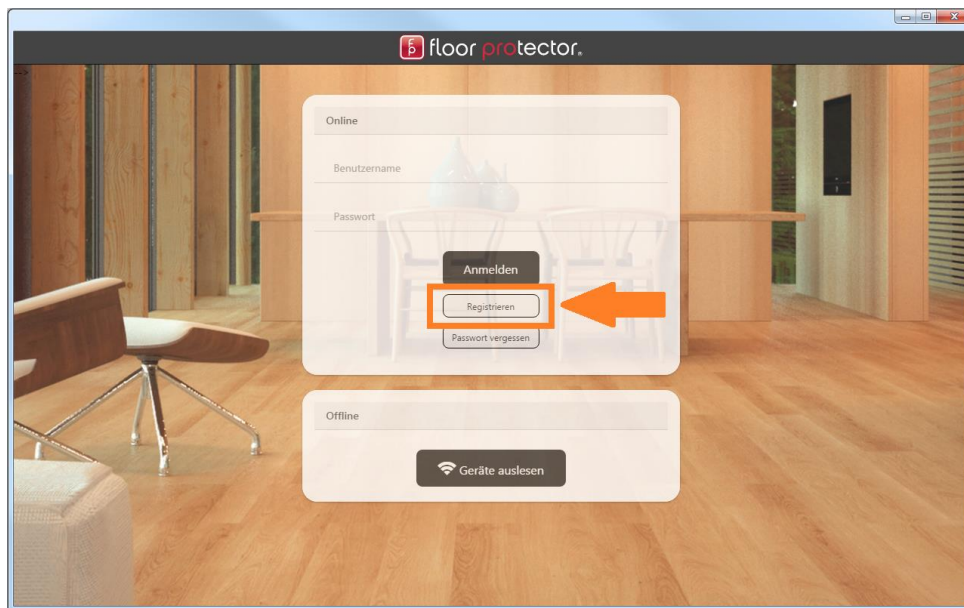 floor protector®
Online
Benutzername
Passwort
Anmelden
Registrieren
Passwort vergessen
Offline
Geräte auslesen